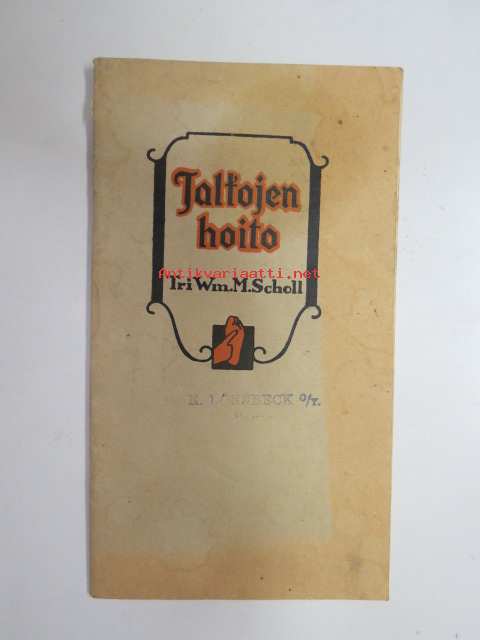 Jalkojen
hoito
antikvariaatti.net
Tri Wm. M. Scholl
O/Y.